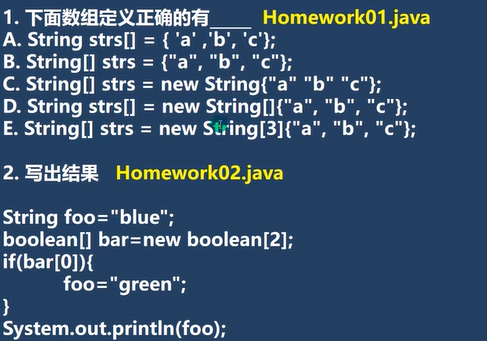 1. 下面数组定义正确的有____ Homework01.java
A. String strs[] = { 'a' ,'b', 'c'};
B. String[] strs = {"a", "b", "c"};
C. String[] strs = new String{"a" "b" "c"};
D. String strs[] = new String[]{"a", "b", "c"};
E. String[] strs = new String[3]{"a", "b", "c"};
2. 写出结果 Homework02.java
String foo="blue";
boolean[] bar=new boolean[2];
if(bar[0]){
foo="green";
}
System.out.println(foo);